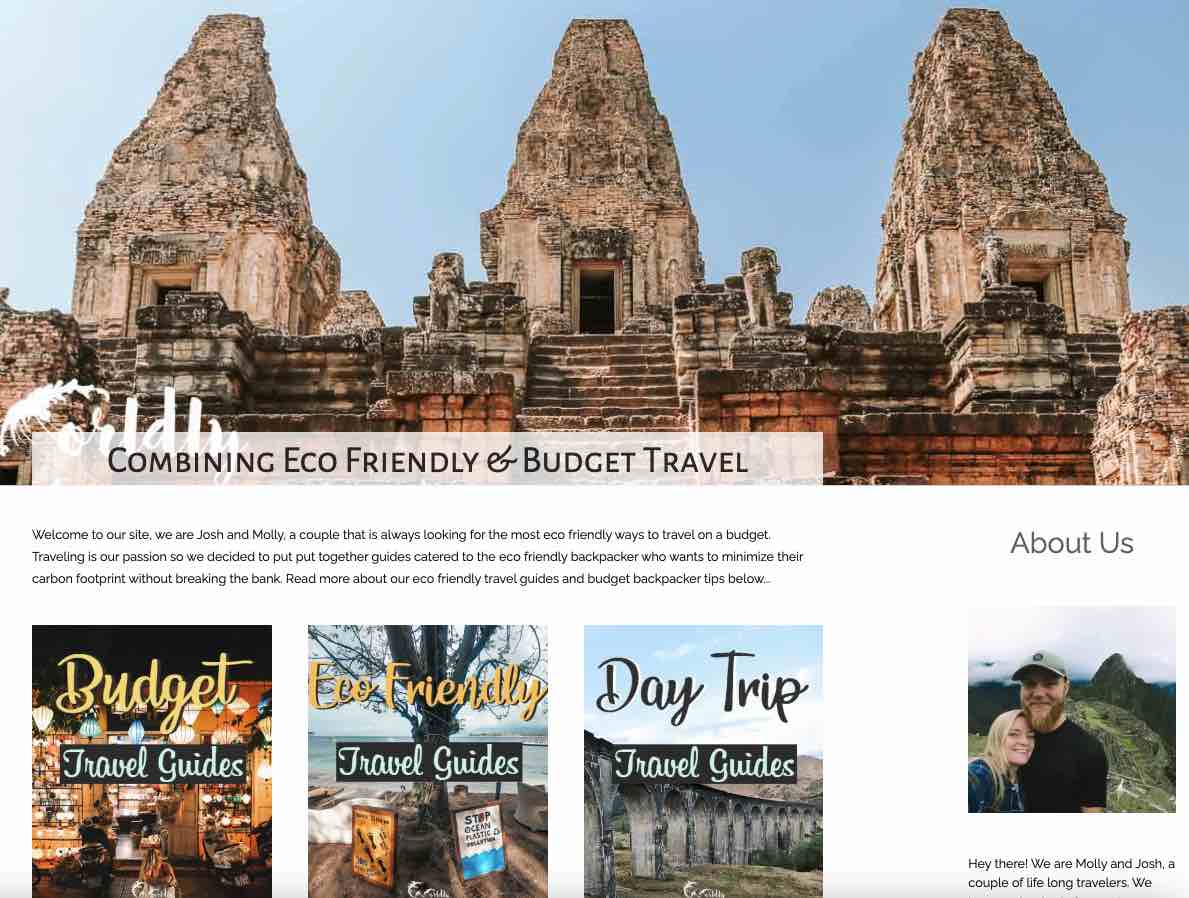 orldly
Combining Eco Friendly & Budget Travel
Welcome to our site, we are Josh and Molly, a couple that is always looking for the most eco friendly ways to travel on a budget.
Traveling is our passion so we decided to put put together guides catered to the eco friendly backpacker who wants to minimize their
carbon footprint without breaking the bank. Read more about our eco friendly travel guides and budget backpacker tips below...
About Us
Budget
Travel Guides
Eco Friendly
Travel Guides
STOP
OCEAN
PLASTIC
POLLUTION
Day Trip
Travel Guides
Hey there! We are Molly and Josh, a
couple of life long travelers. We